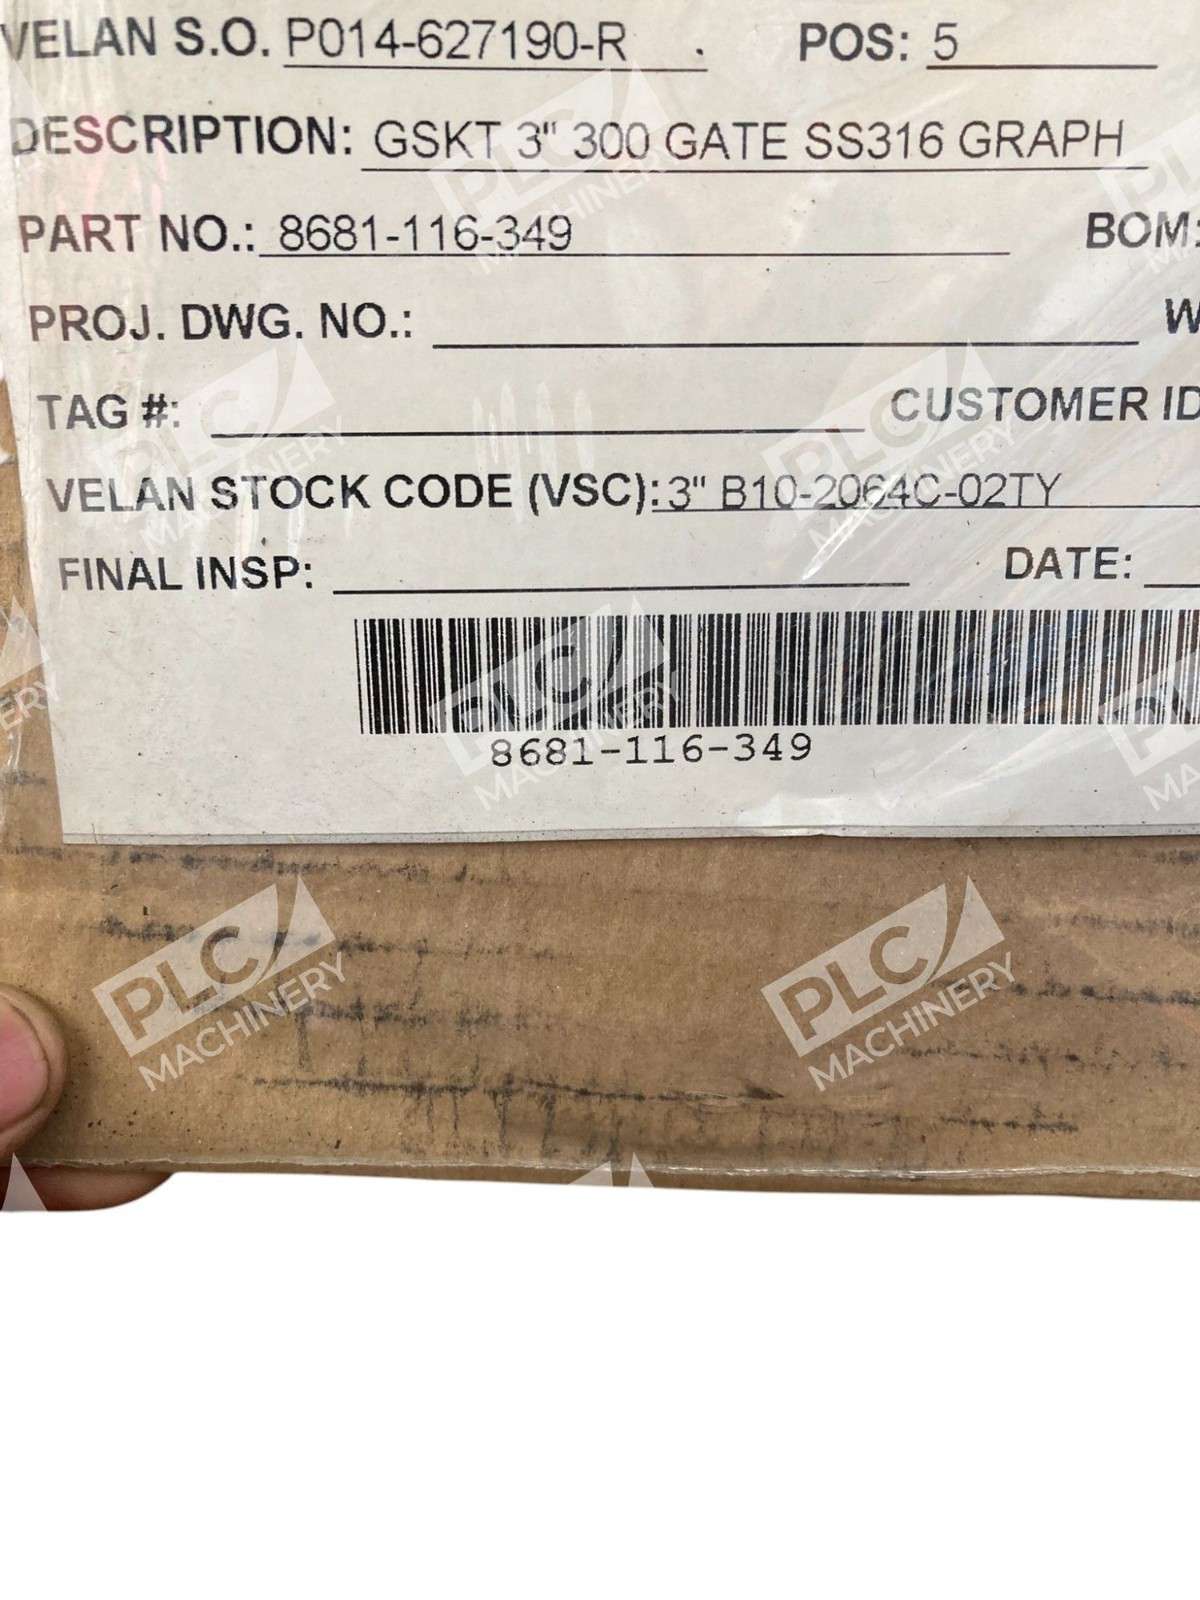 VELAN S.O. P014-627190-R . POS: 5
DESCRIPTION: GSKT 3" 300 GATE SS316 GRAPH
PART NO.: 8681-116-349 BOM:
PROJ. DWG. NO.: W
TAG #: CUSTOMER ID
VELAN STOCK CODE (VSC): 3" B10-2064C-02TY
FINAL INSP: DATE:
8681-116-349
PLC MACHINERY